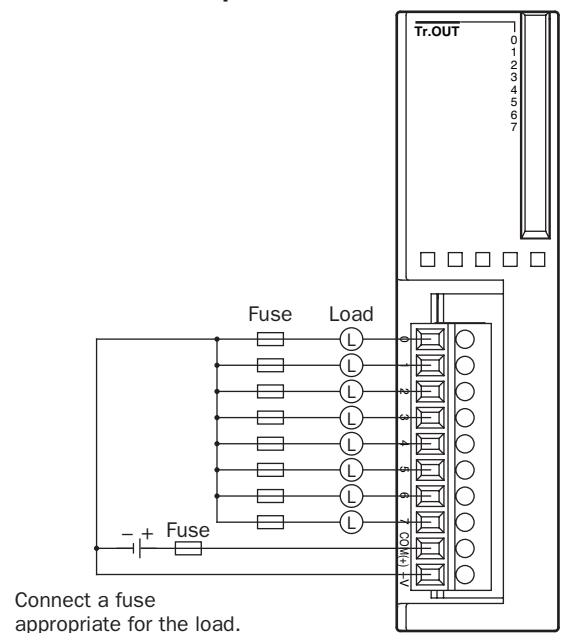 Tr.OUT
0
1
2
3
4
5
6
7
Fuse Load
L 0
L 1
L 2
L 3
L 4
L 5
L 6
L 7
− + Fuse COM(+)
−V
Connect a fuse
appropriate for the load.